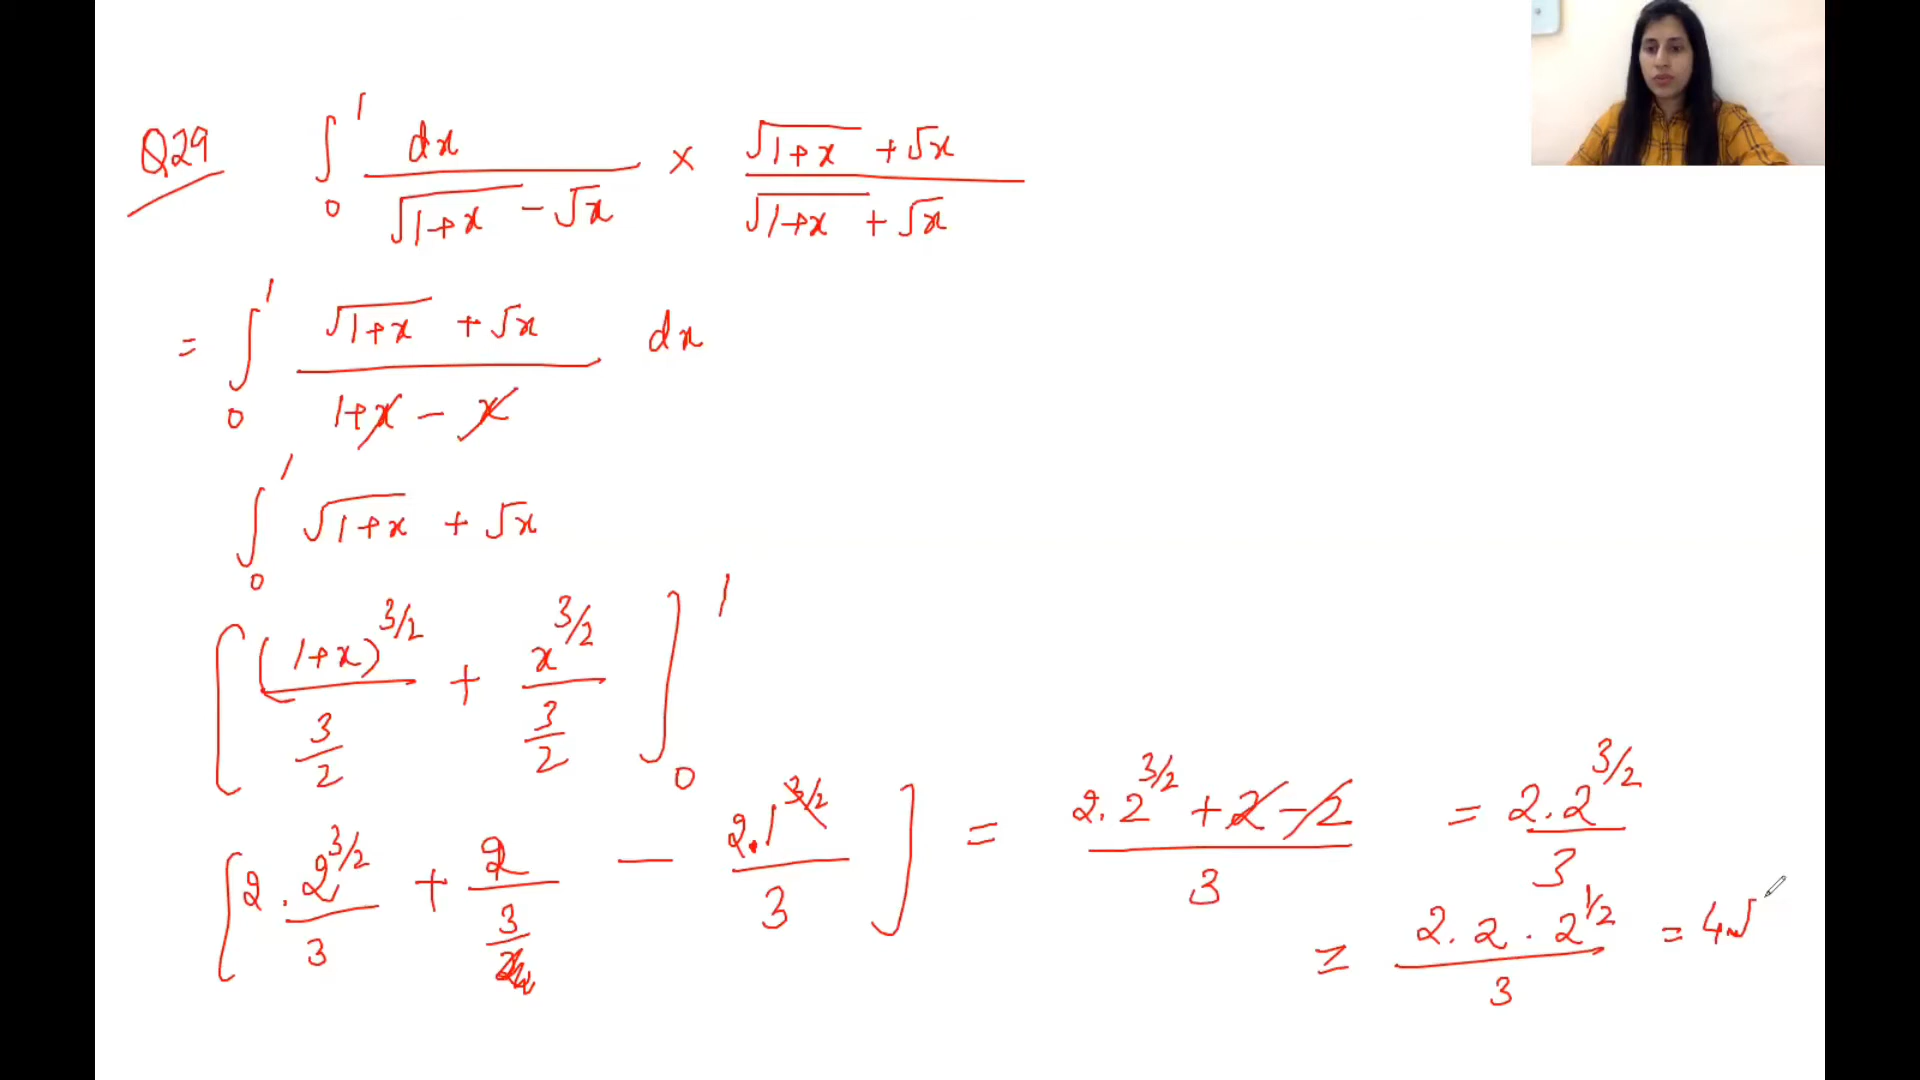 Q29 ∫₀¹ dx / (√(1+x) - √x) × (√(1+x) + √x) / (√(1+x) + √x)
= ∫₀¹ (√(1+x) + √x) / (1+x - x) dx
∫₀¹ √(1+x) + √x
[ (1+x)^(3/2) / (3/2) + x^(3/2) / (3/2) ]₀¹
[ 2 · 2^(3/2) / 3 + 2 / 3 — 2.1^(3/2) / 3 ] = (2. 2^(3/2) + 2 - 2) / 3 = 2. 2^(3/2) / 3
= 2. 2 . 2^(1/2) / 3 = 4√